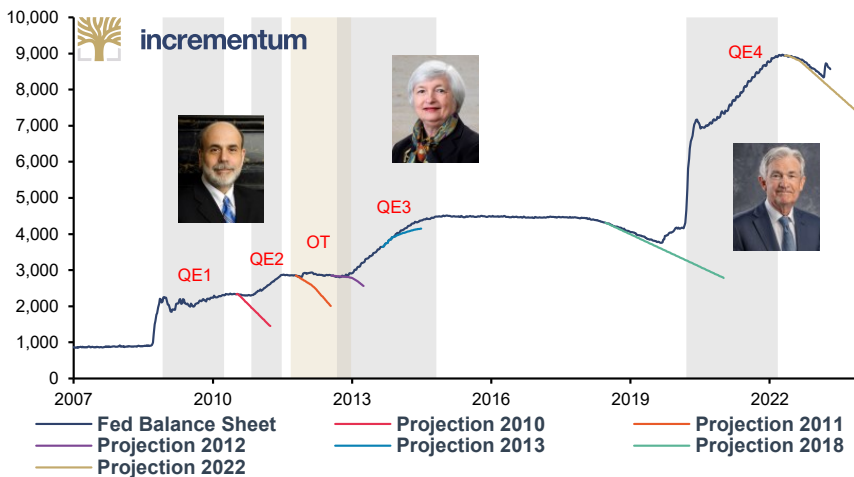 10,000
incrementum
9,000
QE4
8,000
7,000
6,000
5,000
QE3
4,000
OT
QE2
3,000
QE1
2,000
1,000
0
2007 2010 2013 2016 2019 2022
Fed Balance Sheet Projection 2010 Projection 2011
Projection 2012 Projection 2013 Projection 2018
Projection 2022